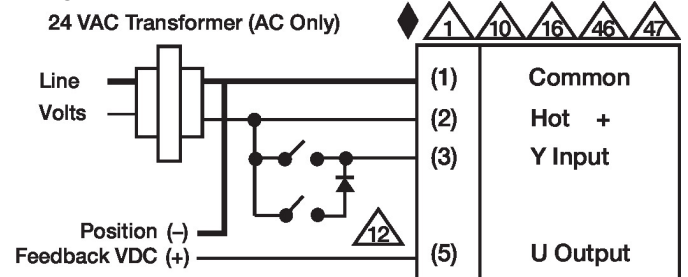 24 VAC Transformer (AC Only)
1 10 16 46 47
Line
Volts
(1) Common
(2) Hot +
(3) Y Input
12
Position (–)
Feedback VDC (+)
(5) U Output